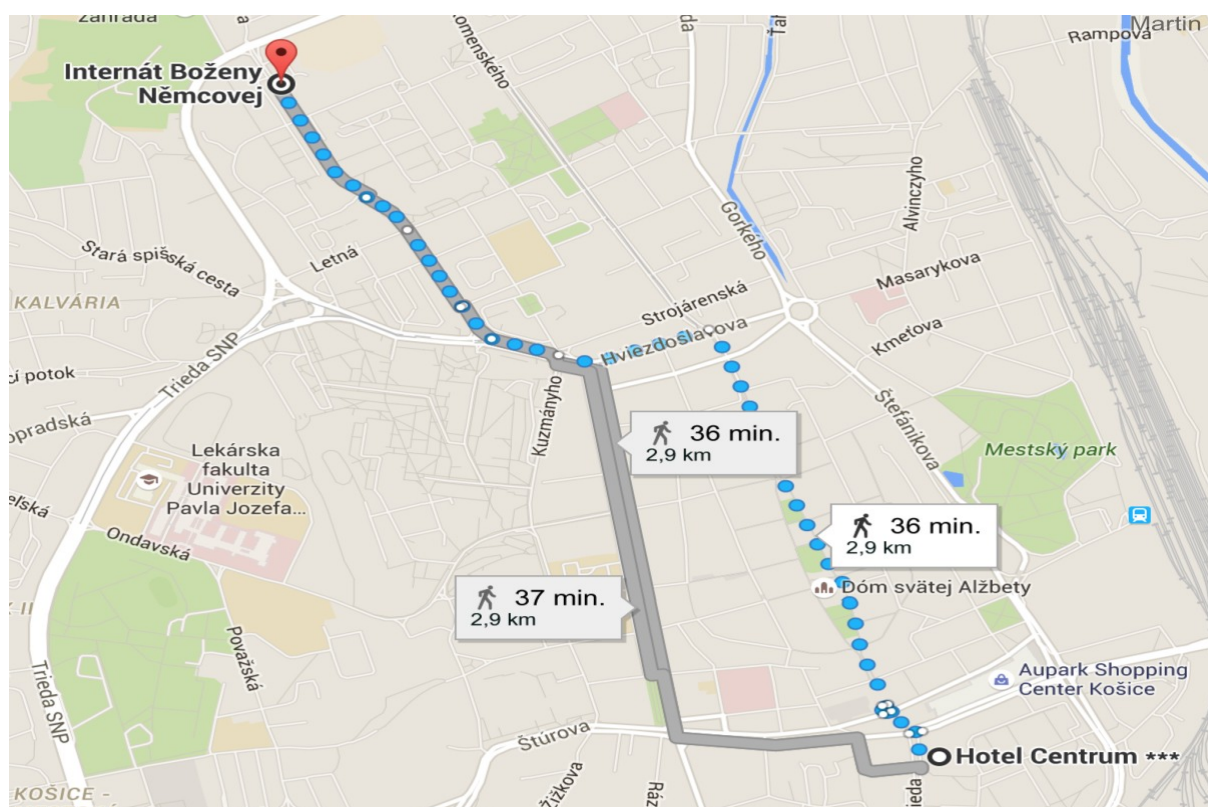 záhrada
Martin
Rampová
Komenského
Internát Boženy
Němcovej
Alvinczyho
Gorkého
Stará spišská cesta
Letná
Masarykova
KALVÁRIA
Strojárenská
Hviezdoslavova
Kmeťova
Trieda SNP
Kuzmányho
Štefánikova
36 min.
2,9 km
Lekárska
fakulta
Univerzity
Pavla Jozefa...
Mestský park
Ondavská
36 min.
2,9 km
37 min.
2,9 km
Dóm svätej Alžbety
Považská
Trieda SNP
Aupark Shopping
Center Košice
Štúrova
Hotel Centrum ***
KOŠICE -
Žižkova